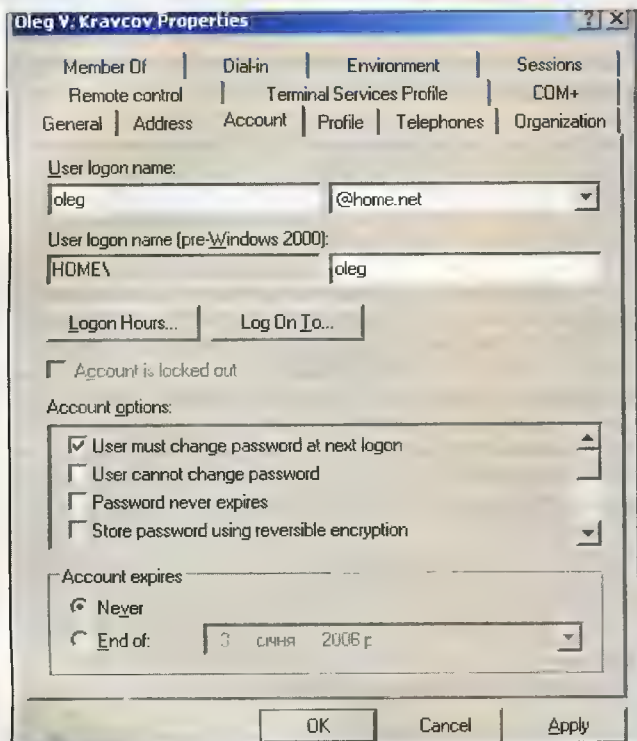 Oleg V. Kravcov Properties
Member Of Dial-in Environment Sessions
Remote control Terminal Services Profile COM+
General Address Account Profile Telephones Organization
User logon name:
oleg @home.net
User logon name (pre-Windows 2000):
HOME\ oleg
Logon Hours... Log On To...
Account is locked out
Account options:
User must change password at next logon
User cannot change password
Password never expires
Store password using reversible encryption
Account expires
Never
End of: 3 січня 2006 р.
OK Cancel Apply